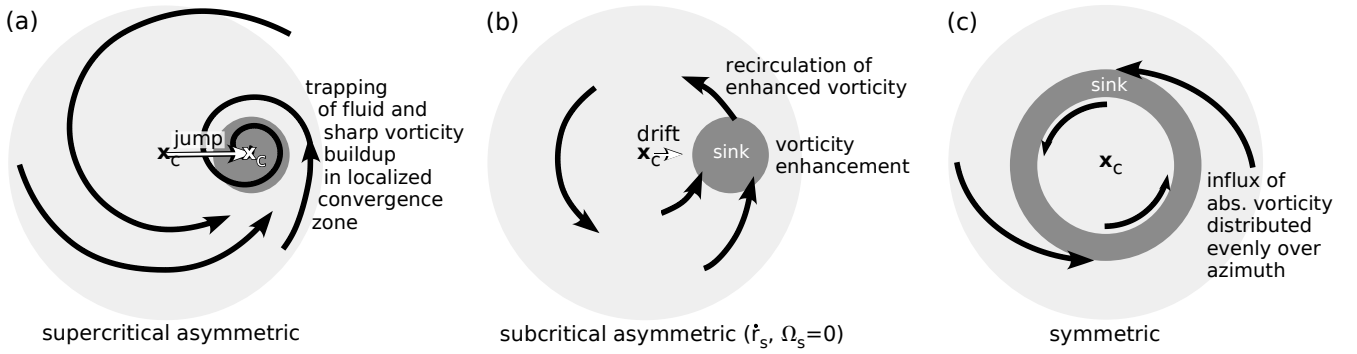 (a)
trapping
of fluid and
sharp vorticity
buildup
in localized
convergence
zone
jump
x_c
x_c
supercritical asymmetric
(b)
recirculation of
enhanced vorticity
drift
x_c
sink
vorticity
enhancement
subcritical asymmetric (ṙ_s, Ω_s=0)
(c)
sink
x_c
influx of
abs. vorticity
distributed
evenly over
azimuth
symmetric